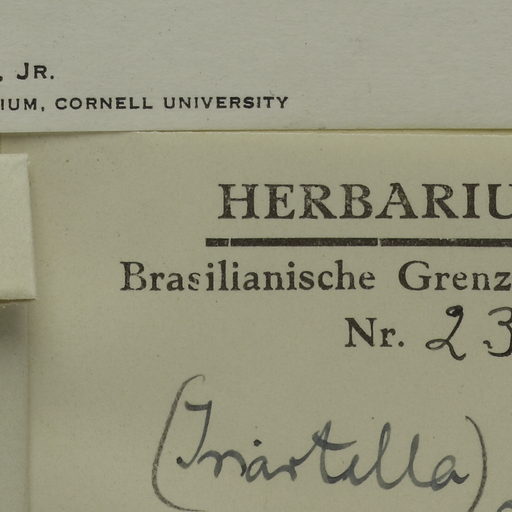 , JR.
IUM, CORNELL UNIVERSITY
HERBARIU
Brasilianische Grenz
Nr. 23
(Iriartella)